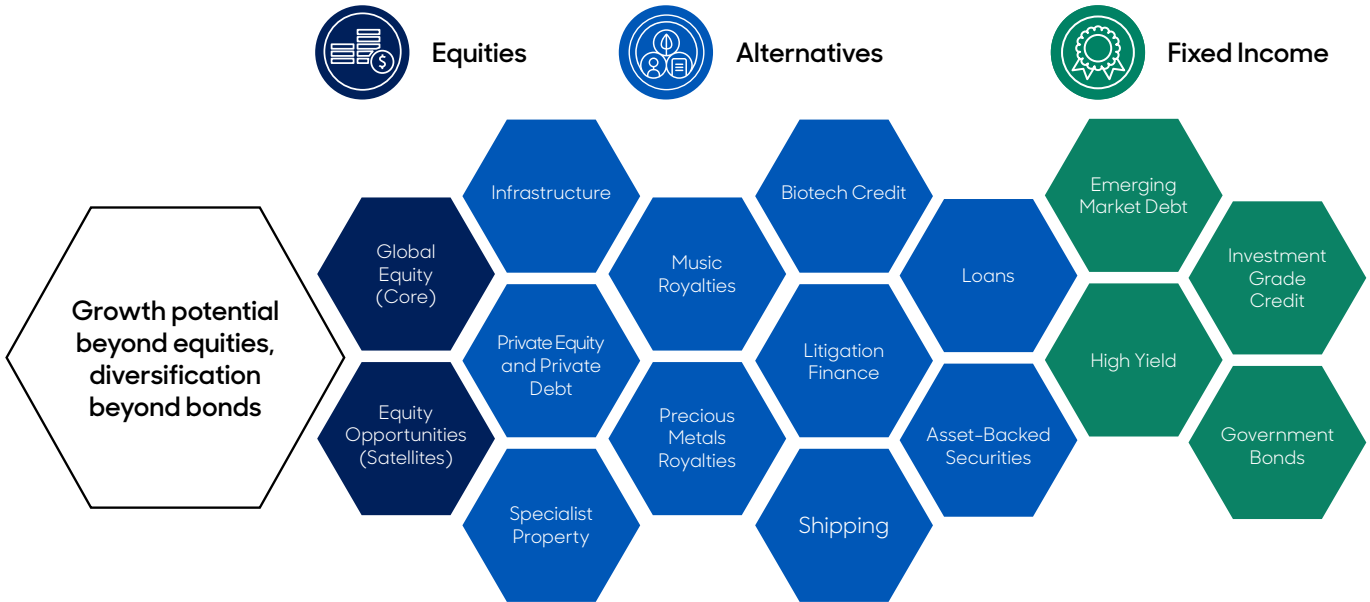 Equities
Alternatives
Fixed Income
Growth potential
beyond equities,
diversification
beyond bonds
Global
Equity
(Core)
Equity
Opportunities
(Satellites)
Infrastructure
Private Equity
and Private
Debt
Specialist
Property
Music
Royalties
Precious
Metals
Royalties
Biotech Credit
Litigation
Finance
Shipping
Loans
Asset-Backed
Securities
Emerging
Market Debt
High Yield
Investment
Grade
Credit
Government
Bonds
$